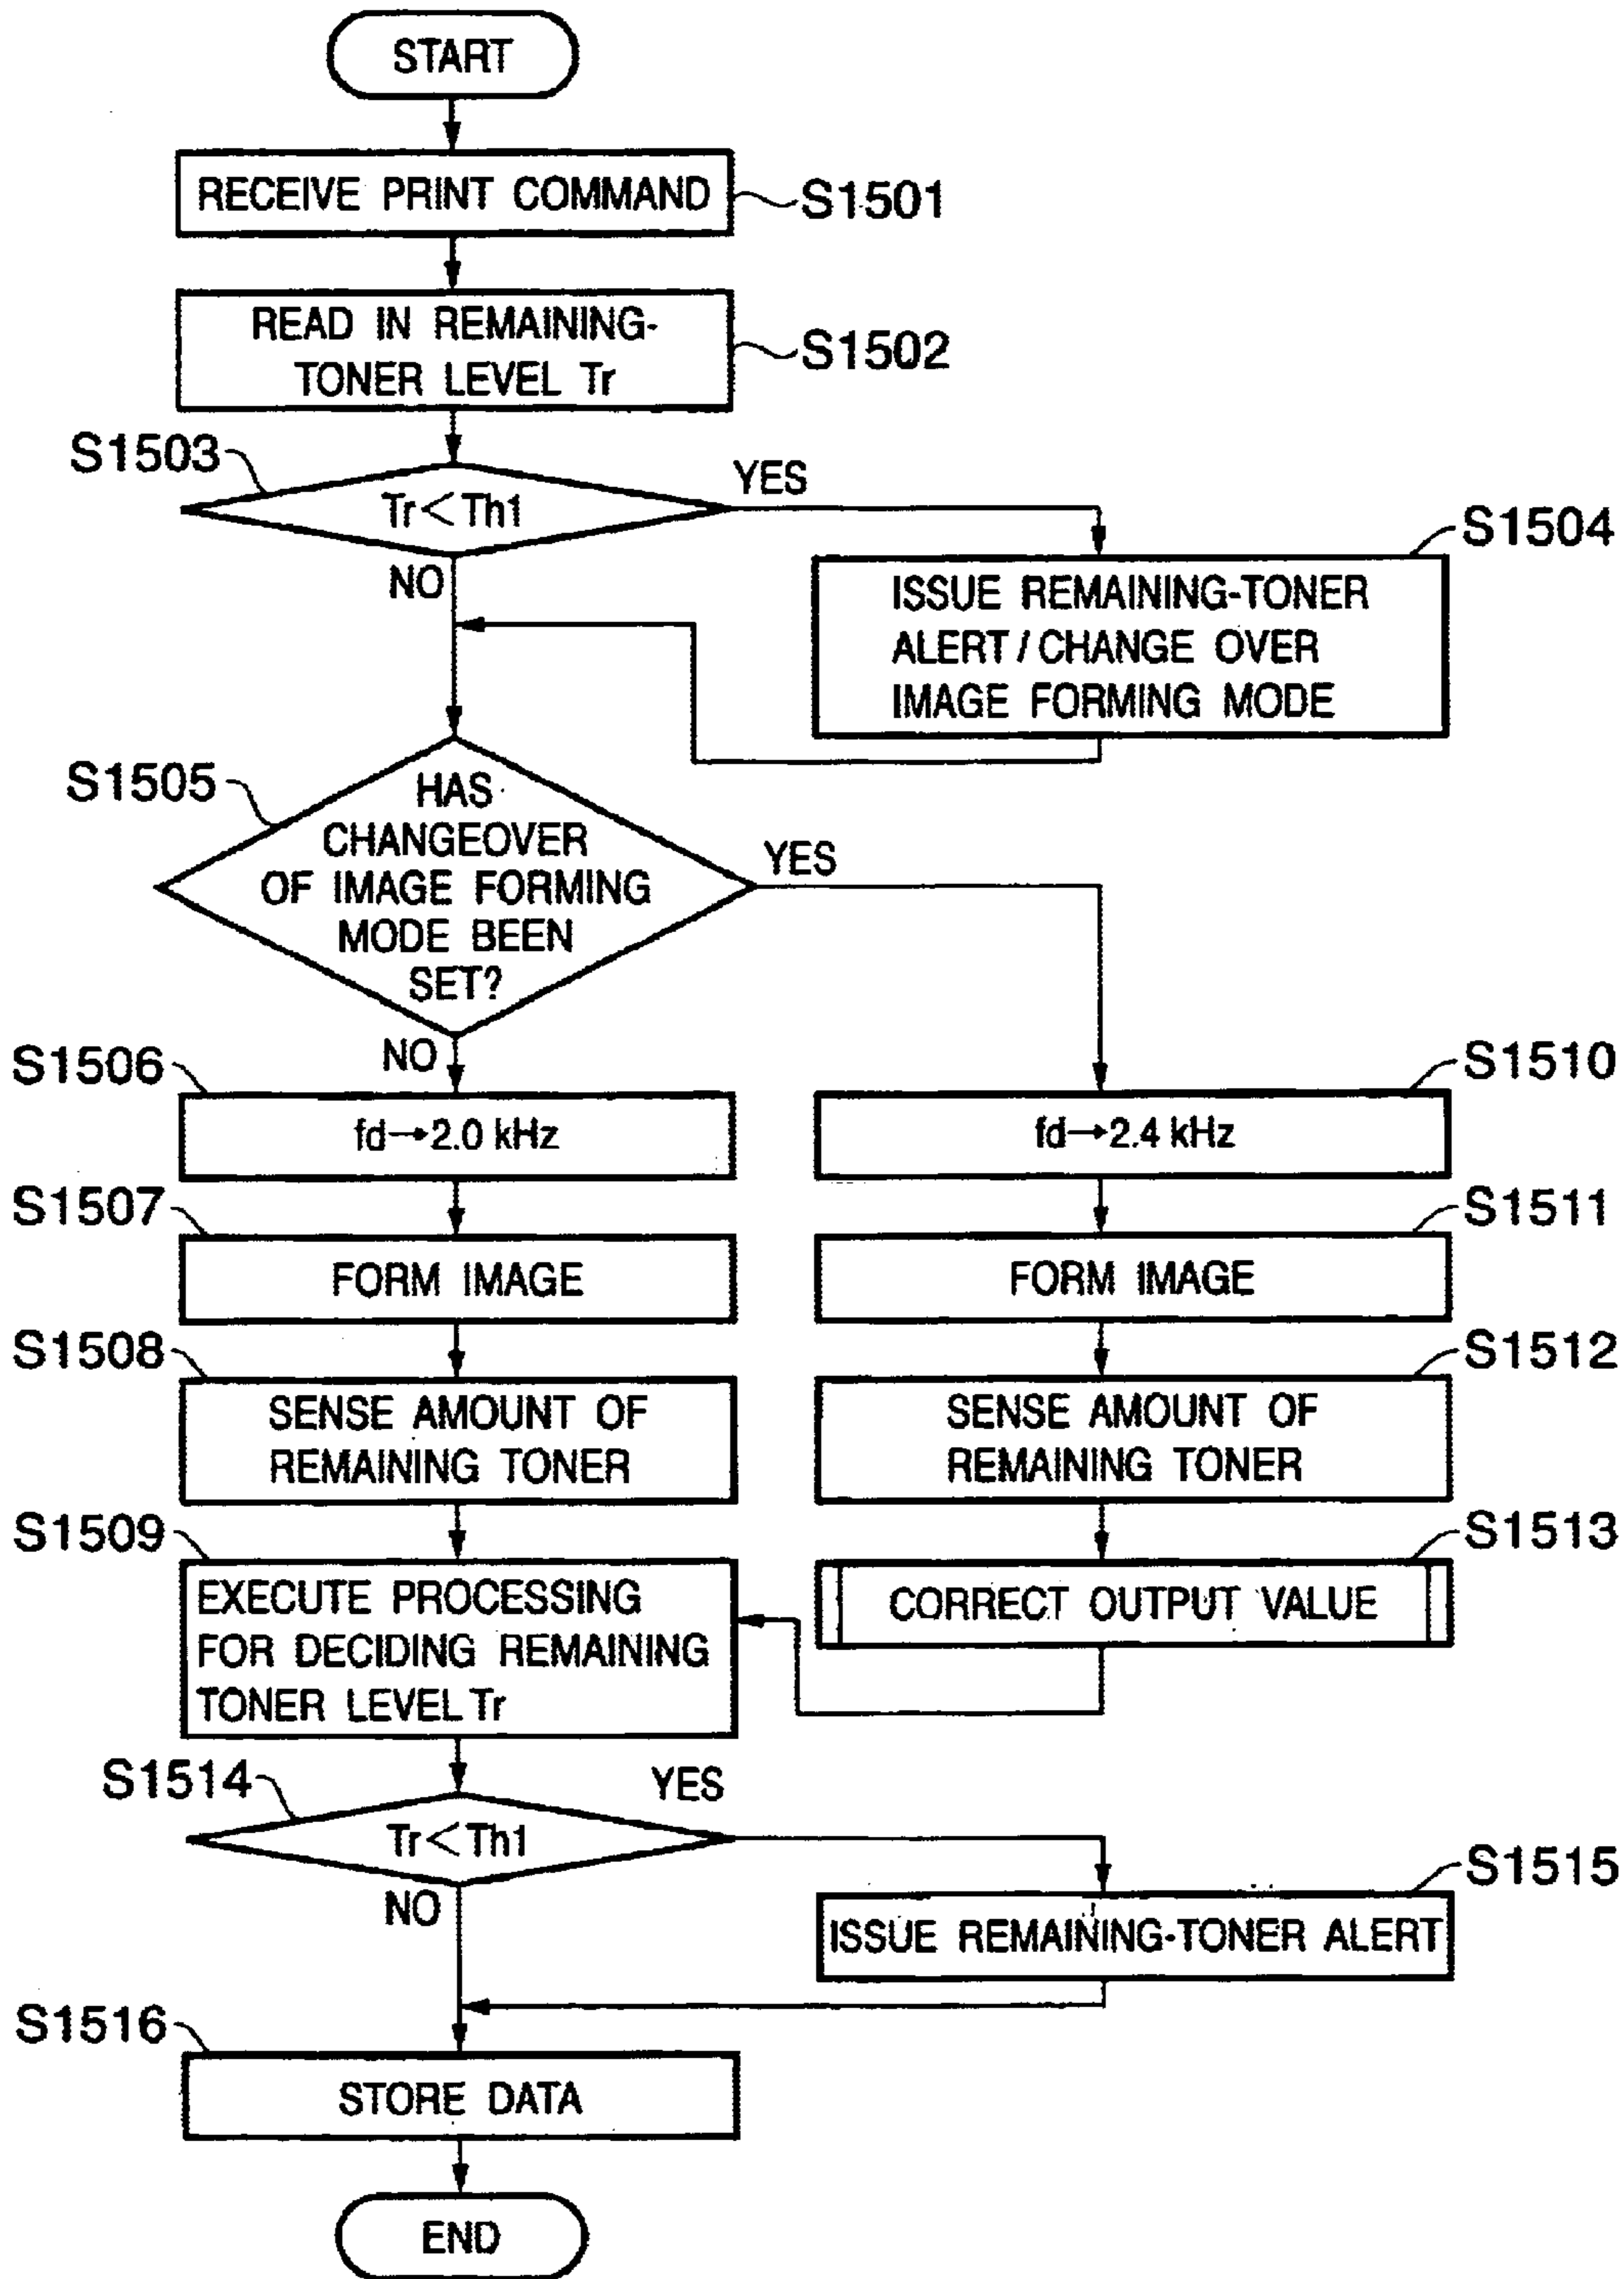 START
RECEIVE PRINT COMMAND
S1501
READ IN REMAINING-
TONER LEVEL Tr
S1502
S1503
Tr<Th1
YES
NO
S1504
ISSUE REMAINING-TONER
ALERT / CHANGE OVER
IMAGE FORMING MODE
S1505
HAS
CHANGEOVER
OF IMAGE FORMING
MODE BEEN
SET?
YES
NO
S1506
fd→2.0 kHz
S1510
fd→2.4 kHz
S1507
FORM IMAGE
S1511
FORM IMAGE
S1508
SENSE AMOUNT OF
REMAINING TONER
S1512
SENSE AMOUNT OF
REMAINING TONER
S1509
EXECUTE PROCESSING
FOR DECIDING REMAINING
TONER LEVEL Tr
S1513
CORRECT OUTPUT VALUE
S1514
Tr<Th1
YES
NO
S1515
ISSUE REMAINING-TONER ALERT
S1516
STORE DATA
END